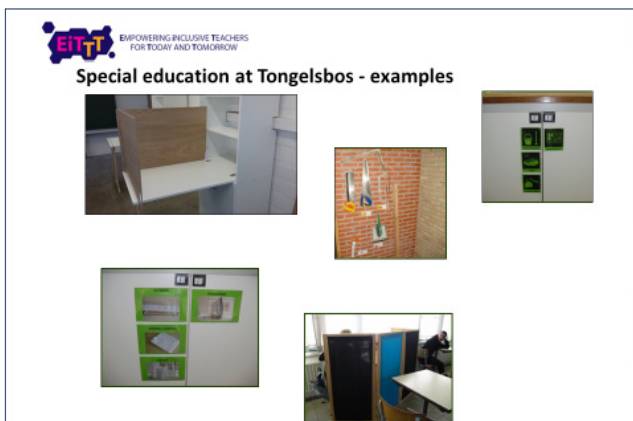 EiTTT
EMPOWERING INCLUSIVE TEACHERS
FOR TODAY AND TOMORROW
Special education at Tongelsbos - examples